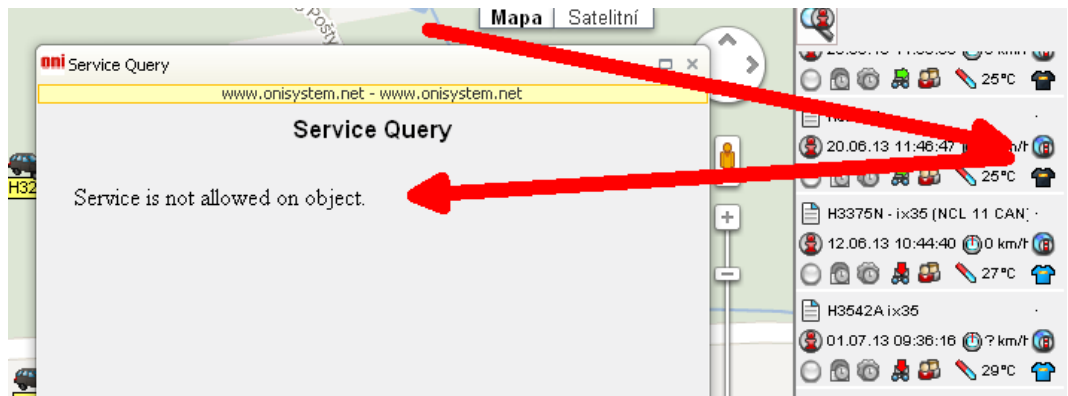 Pošty
Mapa Satelitní
oni Service Query
www.onisystem.net - www.onisystem.net
Service Query
Service is not allowed on object.
H32
25°C
20.06.13 11:46:47
25°C
H3375N - ix35 (NCL 11 CAN)
12.06.13 10:44:40 0 km/h
27°C
H3542A ix35
01.07.13 09:36:16 ? km/h
29°C